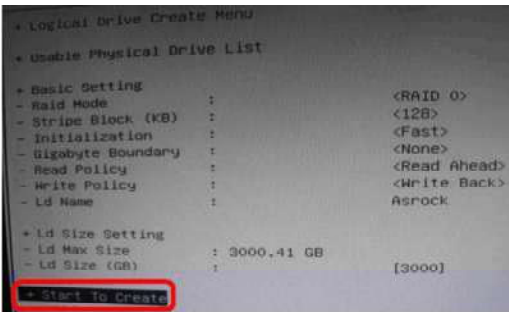 + Logical Drive Create Menu
+ Usable Physical Drive List
+ Basic Setting
- Raid Mode : <RAID 0>
- Stripe Block (KB) : <128>
- Initialization : <Fast>
- Gigabyte Boundary : <None>
- Read Policy : <Read Ahead>
- Write Policy : <Write Back>
- Ld Name : Asrock
+ Ld Size Setting
- Ld Max Size : 3000.41 GB
- Ld Size (GB) : [3000]
+ Start To Create